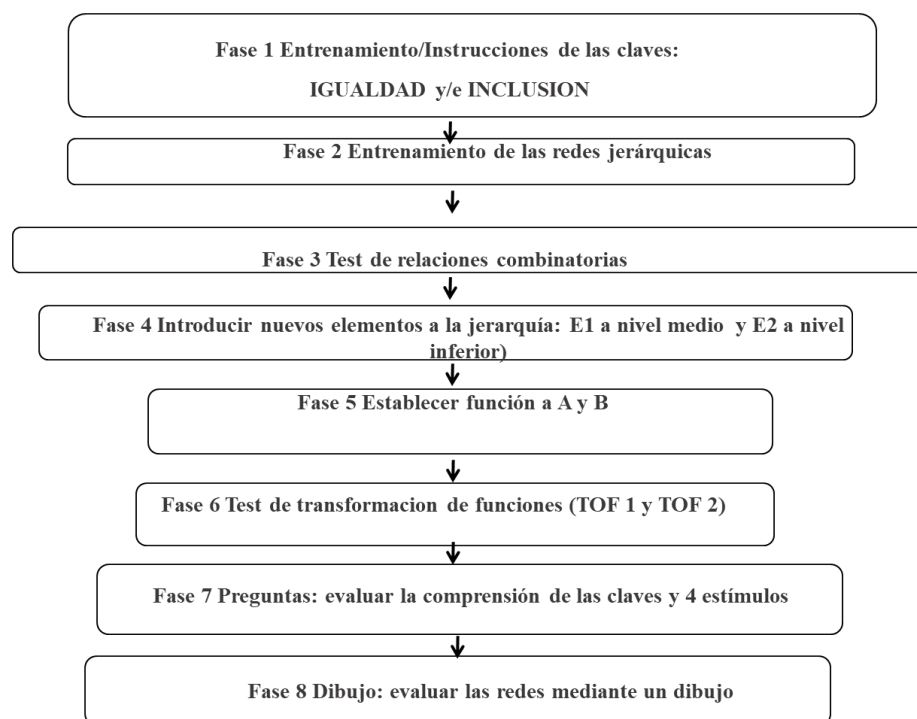 Fase 1 Entrenamiento/Instrucciones de las claves:
IGUALDAD y/e INCLUSION
Fase 2 Entrenamiento de las redes jerárquicas
Fase 3 Test de relaciones combinatorias
Fase 4 Introducir nuevos elementos a la jerarquía: E1 a nivel medio y E2 a nivel
inferior)
Fase 5 Establecer función a A y B
Fase 6 Test de transformacion de funciones (TOF 1 y TOF 2)
Fase 7 Preguntas: evaluar la comprensión de las claves y 4 estímulos
Fase 8 Dibujo: evaluar las redes mediante un dibujo